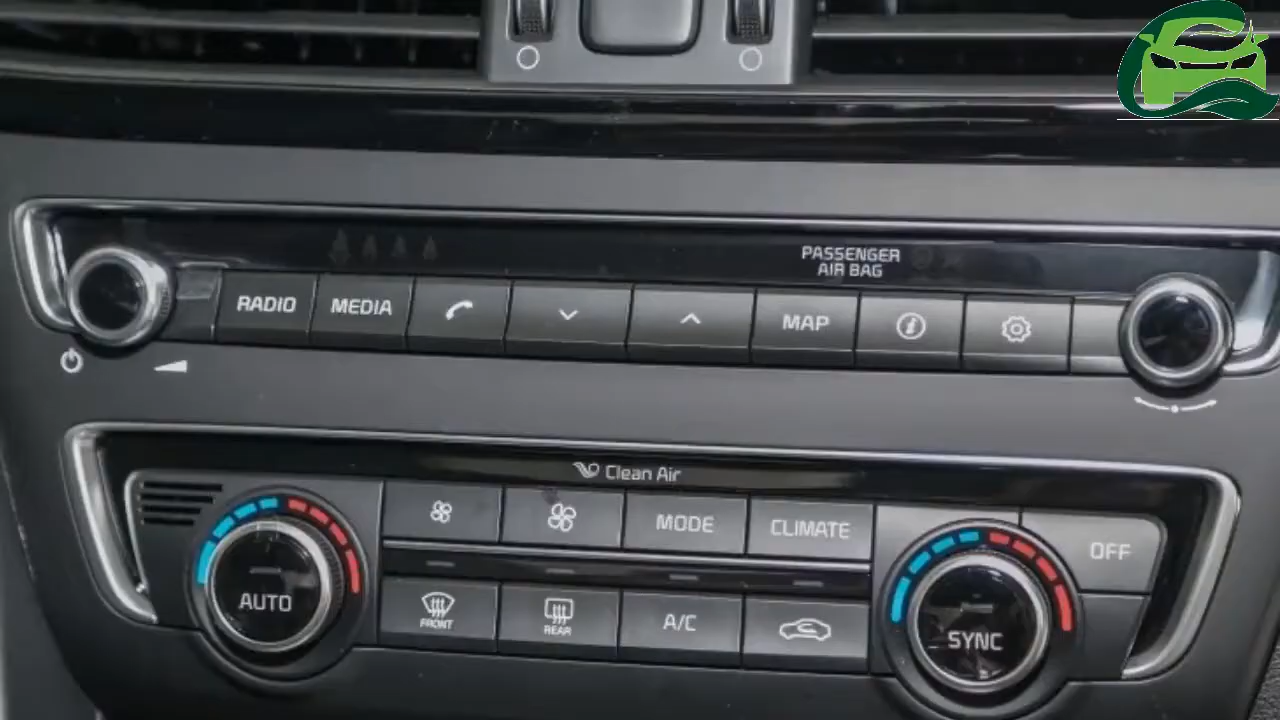 PASSENGER
AIR BAG
RADIO
MEDIA
MAP
Clean Air
MODE
CLIMATE
OFF
AUTO
FRONT
REAR
A/C
SYNC